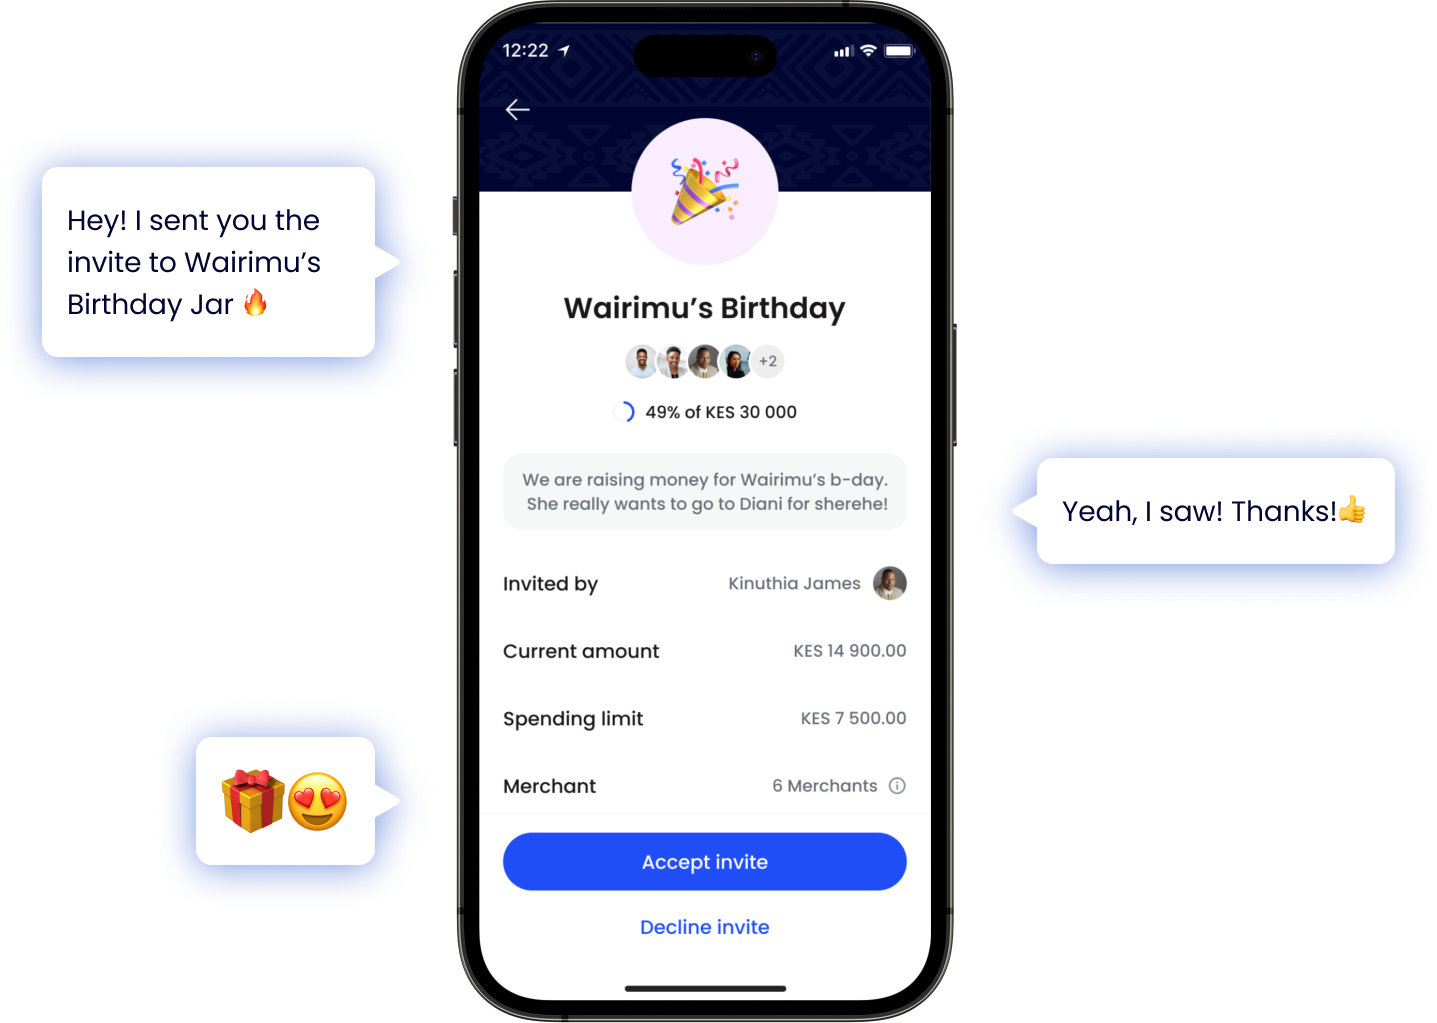 12:22
Hey! I sent you the
invite to Wairimu’s
Birthday Jar 🔥
Wairimu’s Birthday
+2
49% of KES 30 000
We are raising money for Wairimu’s b-day.
She really wants to go to Diani for sherehe!
Yeah, I saw! Thanks!👍
Invited by Kinuthia James
Current amount KES 14 900.00
Spending limit KES 7 500.00
Merchant 6 Merchants
Accept invite
Decline invite